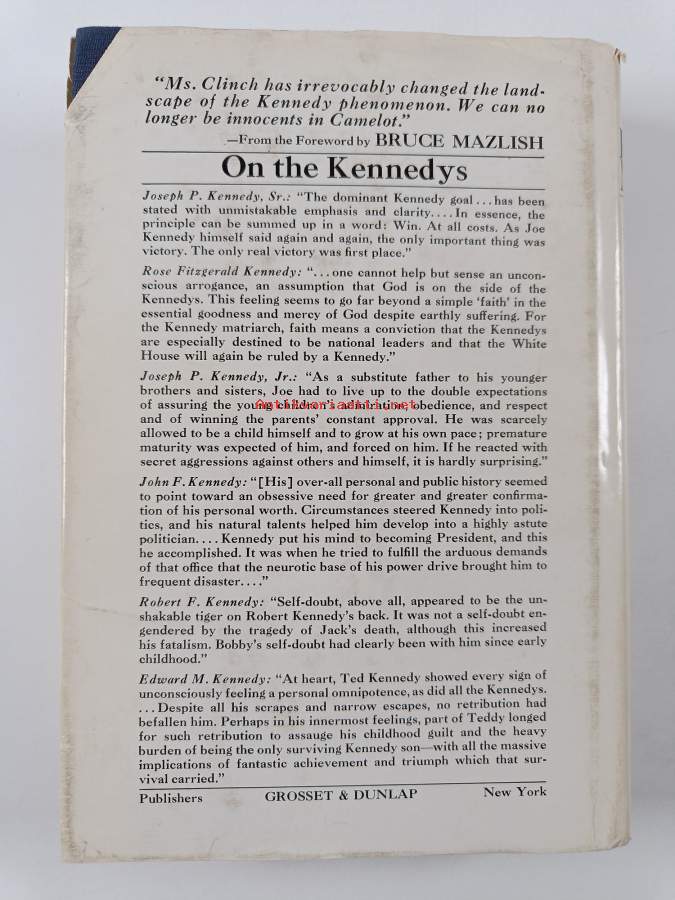 "Ms. Clinch has irrevocably changed the land-
scape of the Kennedy phenomenon. We can no
longer be innocents in Camelot."
—From the Foreword by BRUCE MAZLISH
On the Kennedys
Joseph P. Kennedy, Sr.: "The dominant Kennedy goal . . . has been
stated with unmistakable emphasis and clarity. . . . In essence, the
principle can be summed up in a word: Win. At all costs. As Joe
Kennedy himself said again and again, the only important thing was
victory. The only real victory was first place."
Rose Fitzgerald Kennedy: ". . . one cannot help but sense an uncon-
scious arrogance, an assumption that God is on the side of the
Kennedys. This feeling seems to go far beyond a simple 'faith' in the
essential goodness and mercy of God despite earthly suffering. For
the Kennedy matriarch, faith means a conviction that the Kennedys
are especially destined to be national leaders and that the White
House will again be ruled by a Kennedy."
Joseph P. Kennedy, Jr.: "As a substitute father to his younger
brothers and sisters, Joe had to live up to the double expectations
of assuring the young children's admiration, obedience, and respect
and of winning the parents' constant approval. He was scarcely
allowed to be a child himself and to grow at his own pace; premature
maturity was expected of him, and forced on him. If he reacted with
secret aggressions against others and himself, it is hardly surprising."
John F. Kennedy: "[His] over-all personal and public history seemed
to point toward an obsessive need for greater and greater confirma-
tion of his personal worth. Circumstances steered Kennedy into poli-
tics, and his natural talents helped him develop into a highly astute
politician. . . . Kennedy put his mind to becoming President, and this
he accomplished. It was when he tried to fulfill the arduous demands
of that office that the neurotic base of his power drive brought him to
frequent disaster. . . ."
Robert F. Kennedy: "Self-doubt, above all, appeared to be the un-
shakable tiger on Robert Kennedy's back. It was not a self-doubt en-
gendered by the tragedy of Jack's death, although this increased
his fatalism. Bobby's self-doubt had clearly been with him since early
childhood."
Edward M. Kennedy: "At heart, Ted Kennedy showed every sign of
unconsciously feeling a personal omnipotence, as did all the Kennedys.
. . . Despite all his scrapes and narrow escapes, no retribution had
befallen him. Perhaps in his innermost feelings, part of Teddy longed
for such retribution to assuage his childhood guilt and the heavy
burden of being the only surviving Kennedy son—with all the massive
implications of fantastic achievement and triumph which that sur-
vival carried."
Publishers GROSSET & DUNLAP New York